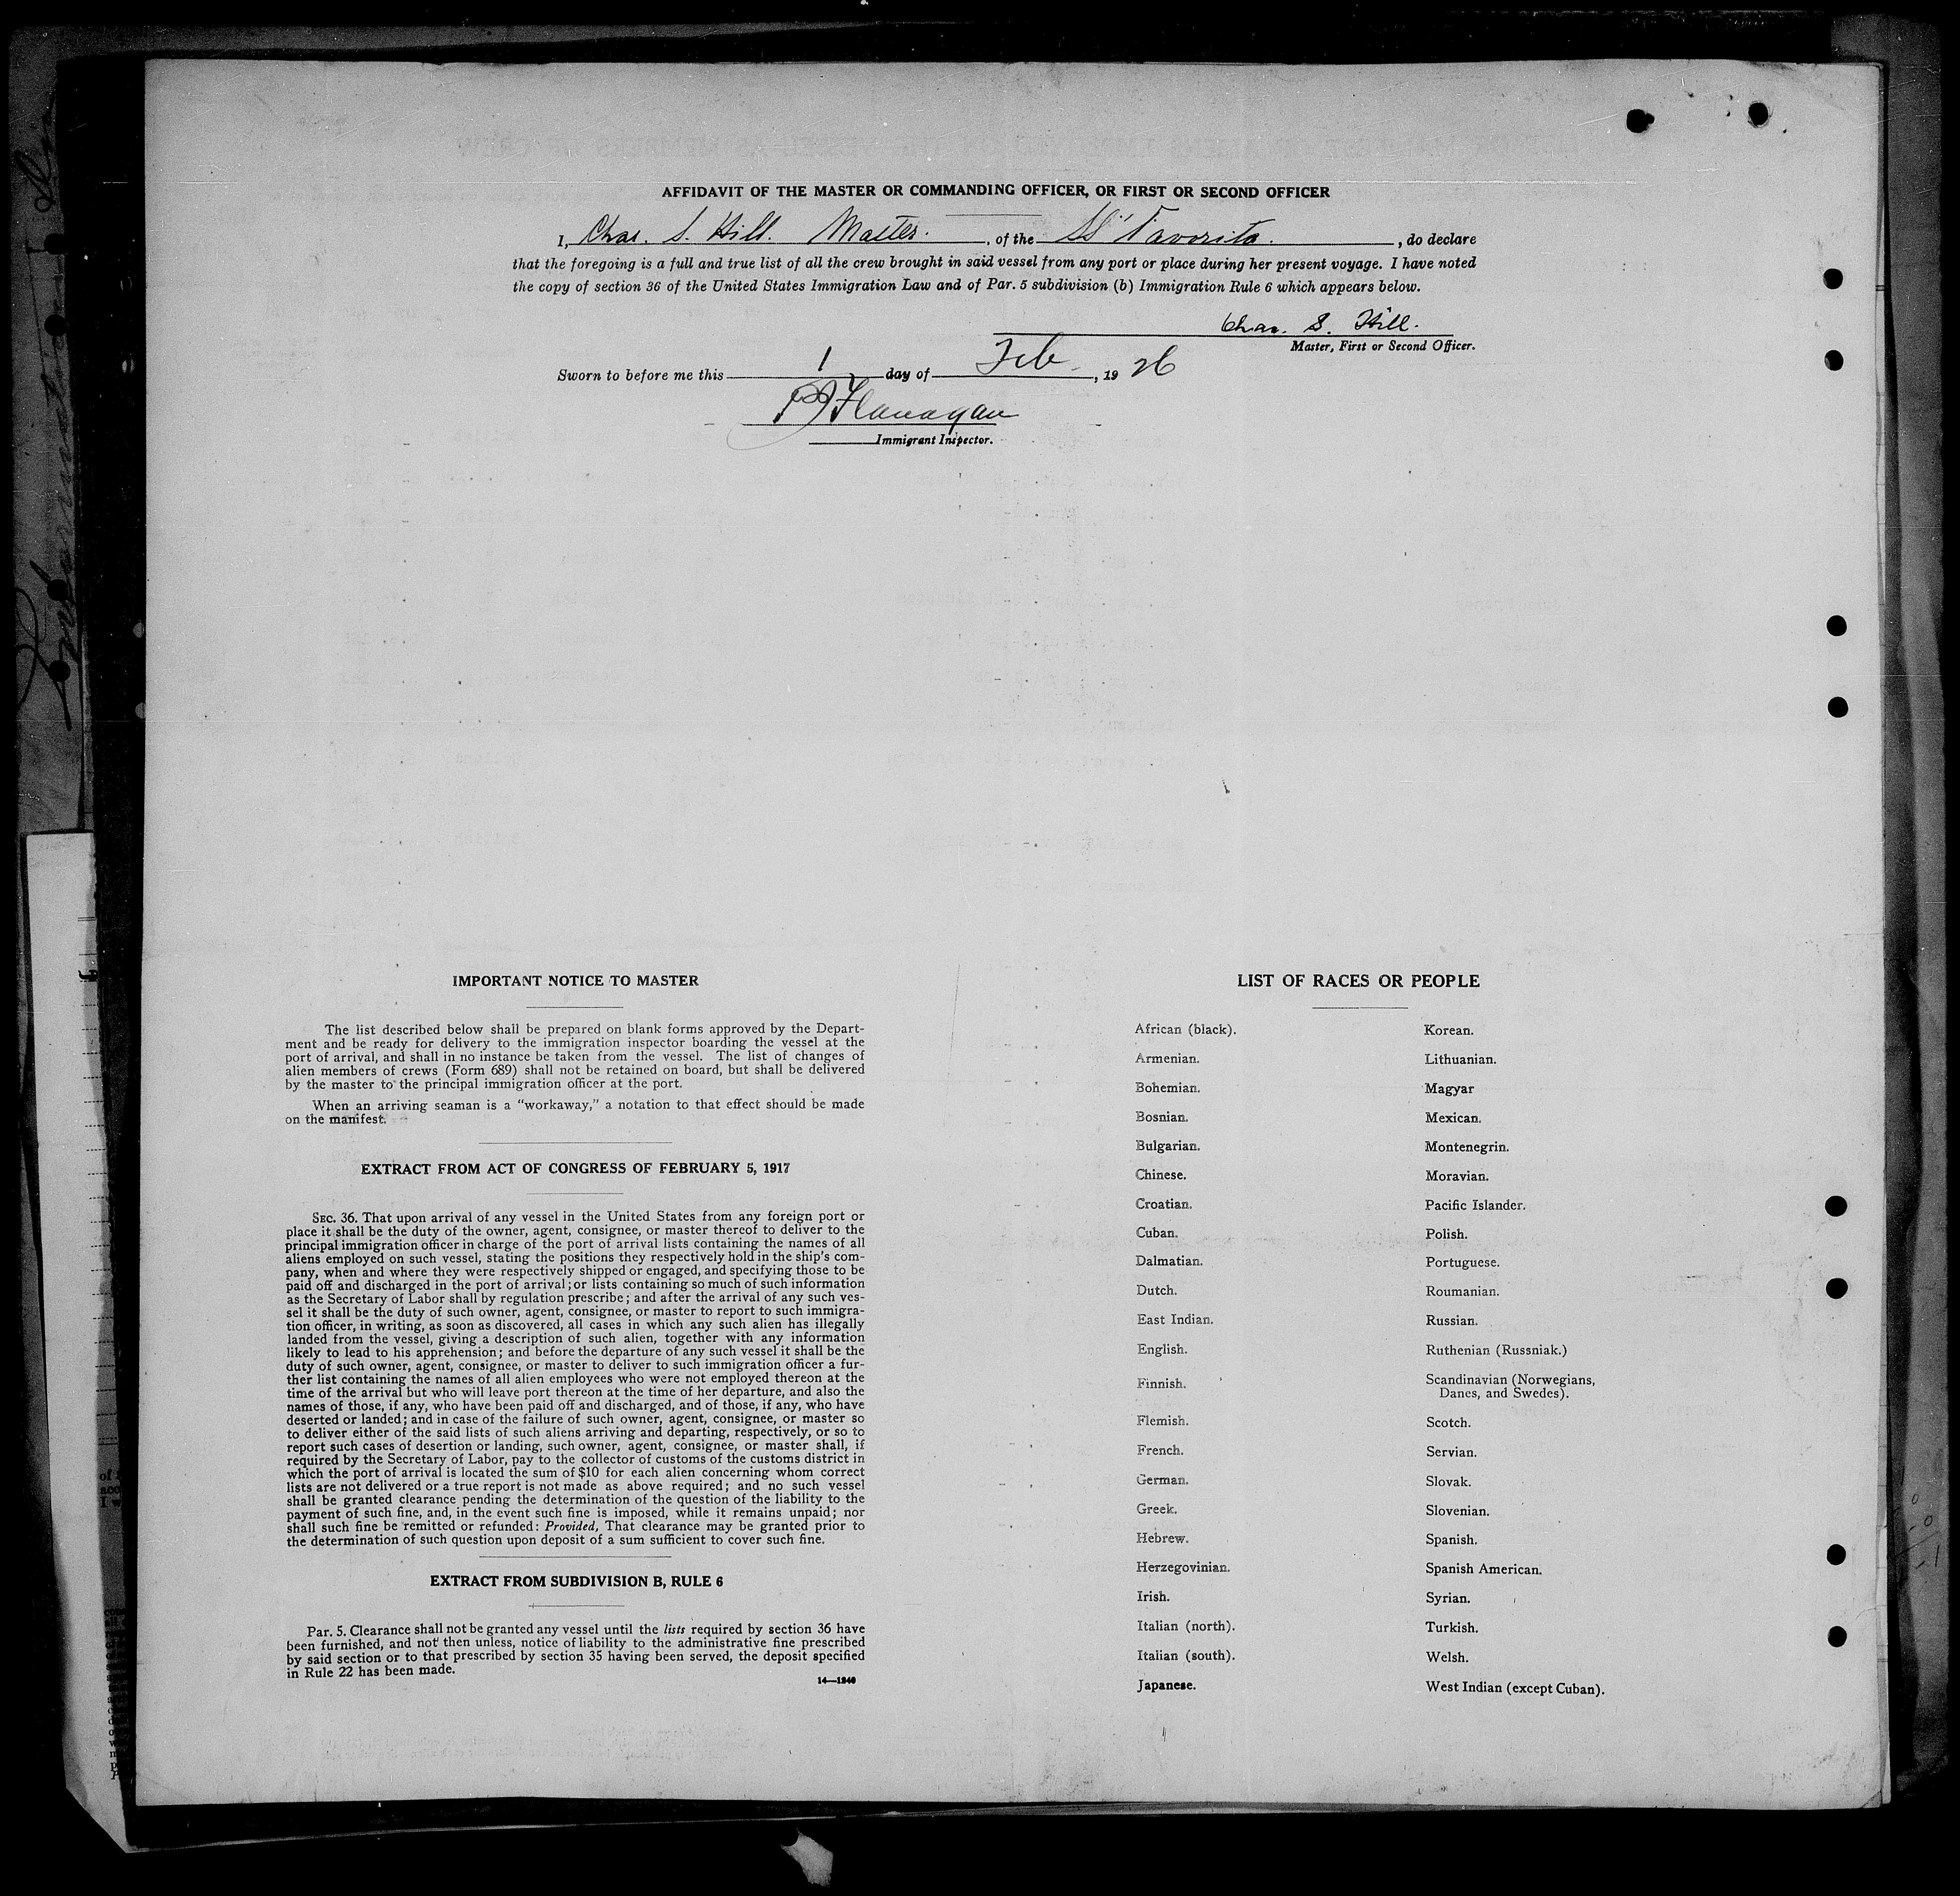 AFFIDAVIT OF THE MASTER OR COMMANDING OFFICER, OR FIRST OR SECOND OFFICER
I, Chas. S. Hill. Master. , of the SS Favorita. , do declare
that the foregoing is a full and true list of all the crew brought in said vessel from any port or place during her present voyage. I have noted
the copy of section 36 of the United States Immigration Law and of Par. 5 subdivision (b) Immigration Rule 6 which appears below.
Chas. S. Hill.
Master, First or Second Officer.
Sworn to before me this 1 day of Feb , 19 26
Flanagan
Immigrant Inspector.
IMPORTANT NOTICE TO MASTER
The list described below shall be prepared on blank forms approved by the Depart-
ment and be ready for delivery to the immigration inspector boarding the vessel at the
port of arrival, and shall in no instance be taken from the vessel. The list of changes of
alien members of crews (Form 689) shall not be retained on board, but shall be delivered
by the master to the principal immigration officer at the port.
When an arriving seaman is a "workaway," a notation to that effect should be made
on the manifest.
EXTRACT FROM ACT OF CONGRESS OF FEBRUARY 5, 1917
SEC. 36. That upon arrival of any vessel in the United States from any foreign port or
place it shall be the duty of the owner, agent, consignee, or master thereof to deliver to the
principal immigration officer in charge of the port of arrival lists containing the names of all
aliens employed on such vessel, stating the positions they respectively hold in the ship's com-
pany, when and where they were respectively shipped or engaged, and specifying those to be
paid off and discharged in the port of arrival; or lists containing so much of such information
as the Secretary of Labor shall by regulation prescribe; and after the arrival of any such ves-
sel it shall be the duty of such owner, agent, consignee, or master to report to such immigra-
tion officer, in writing, as soon as discovered, all cases in which any such alien has illegally
landed from the vessel, giving a description of such alien, together with any information
likely to lead to his apprehension; and before the departure of any such vessel it shall be the
duty of such owner, agent, consignee, or master to deliver to such immigration officer a fur-
ther list containing the names of all alien employees who were not employed thereon at the
time of the arrival but who will leave port thereon at the time of her departure, and also the
names of those, if any, who have been paid off and discharged, and of those, if any, who have
deserted or landed; and in case of the failure of such owner, agent, consignee, or master so
to deliver either of the said lists of such aliens arriving and departing, respectively, or so to
report such cases of desertion or landing, such owner, agent, consignee, or master shall, if
required by the Secretary of Labor, pay to the collector of customs of the customs district in
which the port of arrival is located the sum of $10 for each alien concerning whom correct
lists are not delivered or a true report is not made as above required; and no such vessel
shall be granted clearance pending the determination of the question of the liability to the
payment of such fine, and, in the event such fine is imposed, while it remains unpaid; nor
shall such fine be remitted or refunded: Provided, That clearance may be granted prior to
the determination of such question upon deposit of a sum sufficient to cover such fine.
EXTRACT FROM SUBDIVISION B, RULE 6
Par. 5. Clearance shall not be granted any vessel until the lists required by section 36 have
been furnished, and not then unless, notice of liability to the administrative fine prescribed
by said section or to that prescribed by section 35 having been served, the deposit specified
in Rule 22 has been made.
14—1240
LIST OF RACES OR PEOPLE
African (black).
Armenian.
Bohemian.
Bosnian.
Bulgarian.
Chinese.
Croatian.
Cuban.
Dalmatian.
Dutch.
East Indian.
English.
Finnish.
Flemish.
French.
German.
Greek.
Hebrew.
Herzegovinian.
Irish.
Italian (north).
Italian (south).
Japanese.
Korean.
Lithuanian.
Magyar
Mexican.
Montenegrin.
Moravian.
Pacific Islander.
Polish.
Portuguese.
Roumanian.
Russian.
Ruthenian (Russniak.)
Scandinavian (Norwegians,
Danes, and Swedes).
Scotch.
Servian.
Slovak.
Slovenian.
Spanish.
Spanish American.
Syrian.
Turkish.
Welsh.
West Indian (except Cuban).